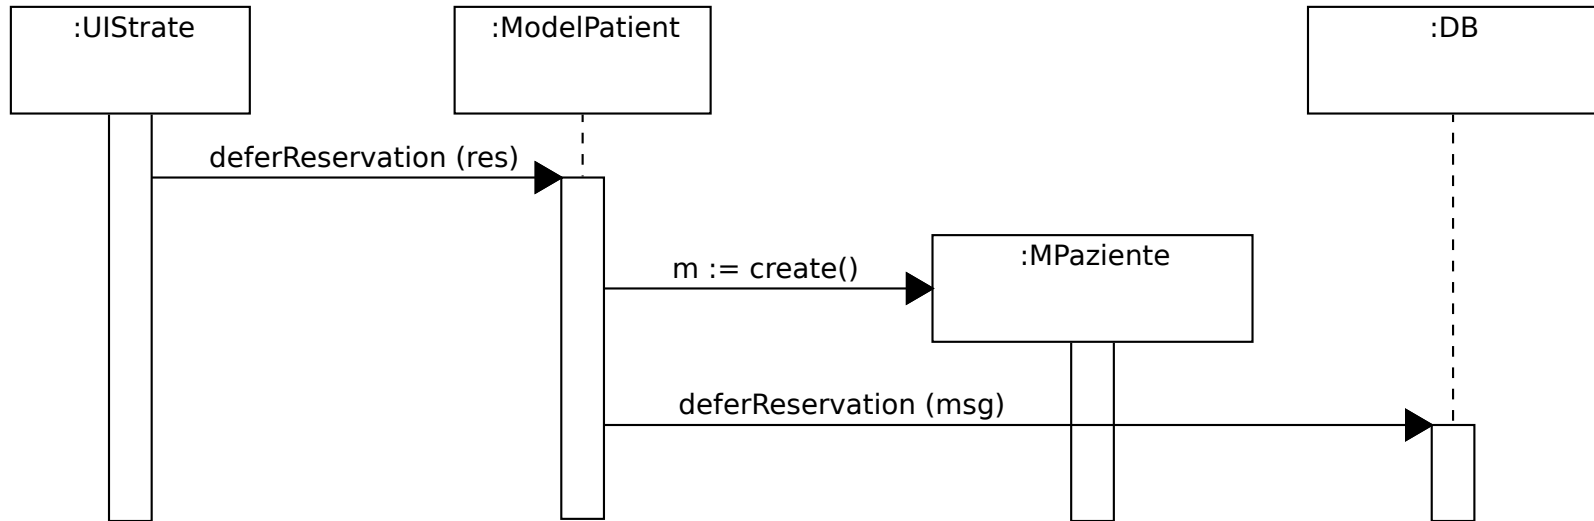 :UIStrate
:ModelPatient
:DB
deferReservation (res)
:MPaziente
m := create()
deferReservation (msg)